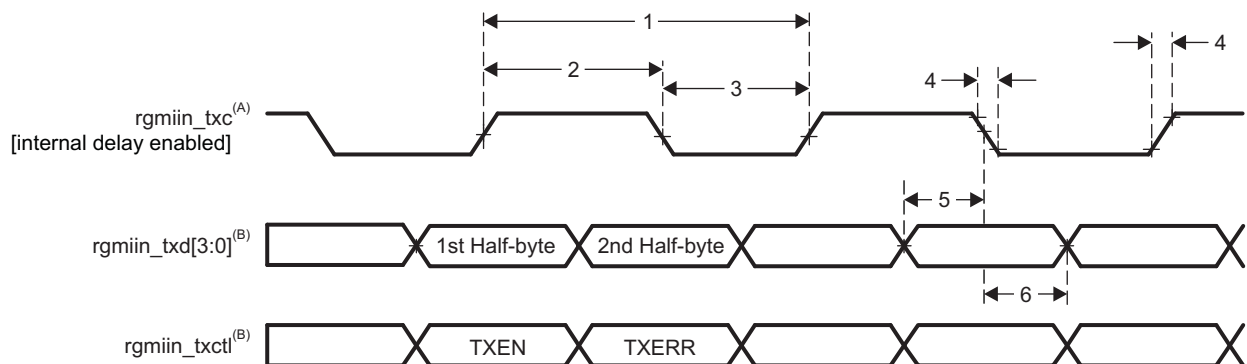 1
2
3
4
4
rgmiin_txc(A)
[internal delay enabled]
5
rgmiin_txd[3:0](B)
1st Half-byte
2nd Half-byte
6
rgmiin_txctl(B)
TXEN
TXERR